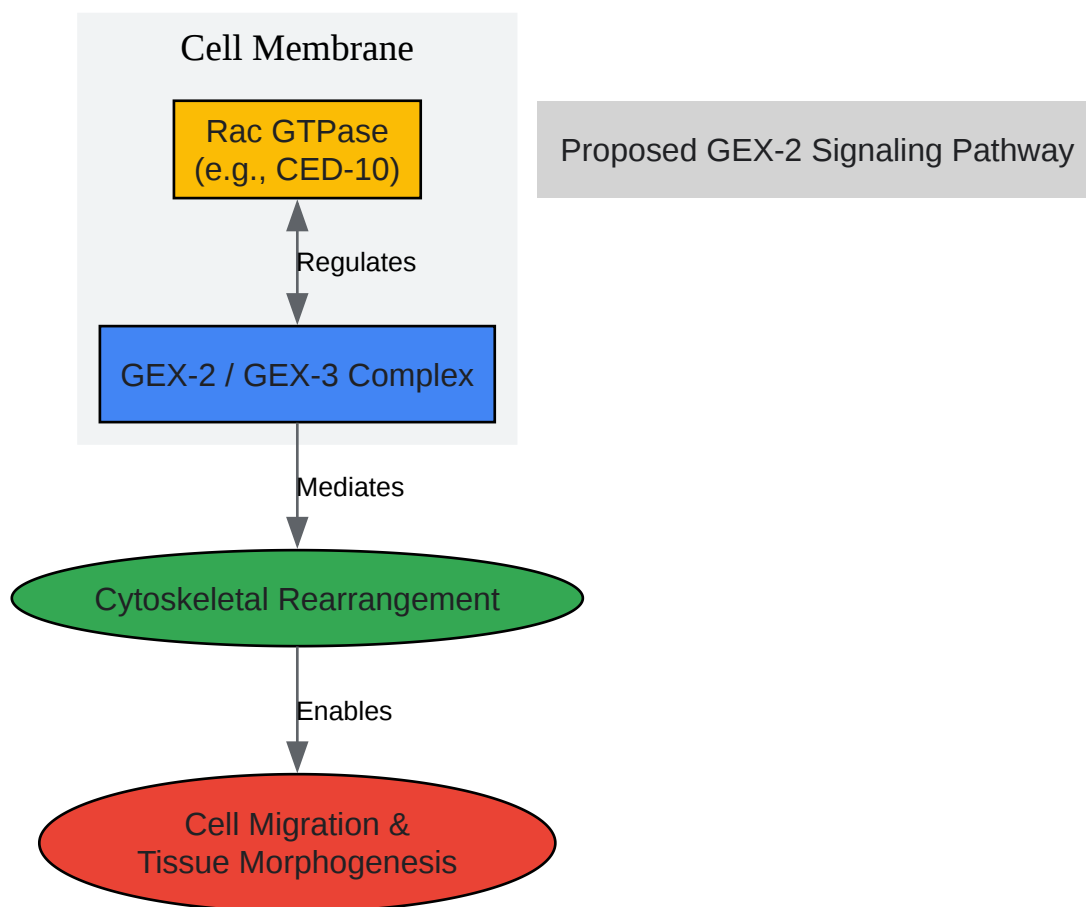 Cell Membrane
Rac GTPase
(e.g., CED-10)
Proposed GEX-2 Signaling Pathway
Regulates
GEX-2 / GEX-3 Complex
Mediates
Cytoskeletal Rearrangement
Enables
Cell Migration &
Tissue Morphogenesis